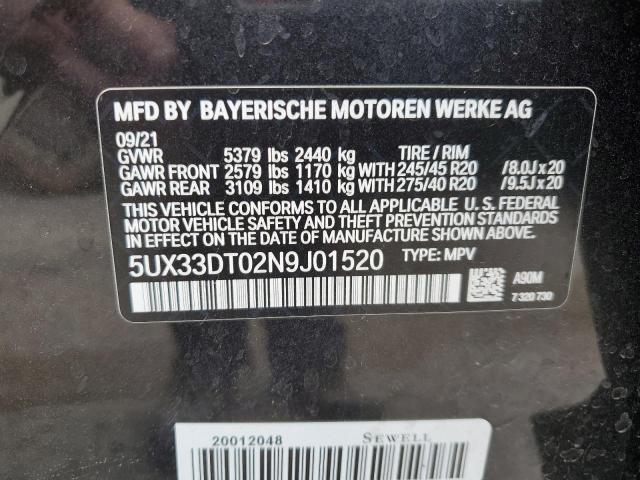 MFD BY BAYERISCHE MOTOREN WERKE AG
09/21
GVWR 5379 lbs 2440 kg TIRE / RIM
GAWR FRONT 2579 lbs 1170 kg WITH 245/45 R20 /8.0J x 20
GAWR REAR 3109 lbs 1410 kg WITH 275/40 R20 /9.5J x 20
THIS VEHICLE CONFORMS TO ALL APPLICABLE U. S. FEDERAL
MOTOR VEHICLE SAFETY AND THEFT PREVENTION STANDARDS
IN EFFECT ON THE DATE OF MANUFACTURE SHOWN ABOVE.
5UX33DT02N9J01520 TYPE: MPV
A90M
7 320 730
20012048 SEWELL